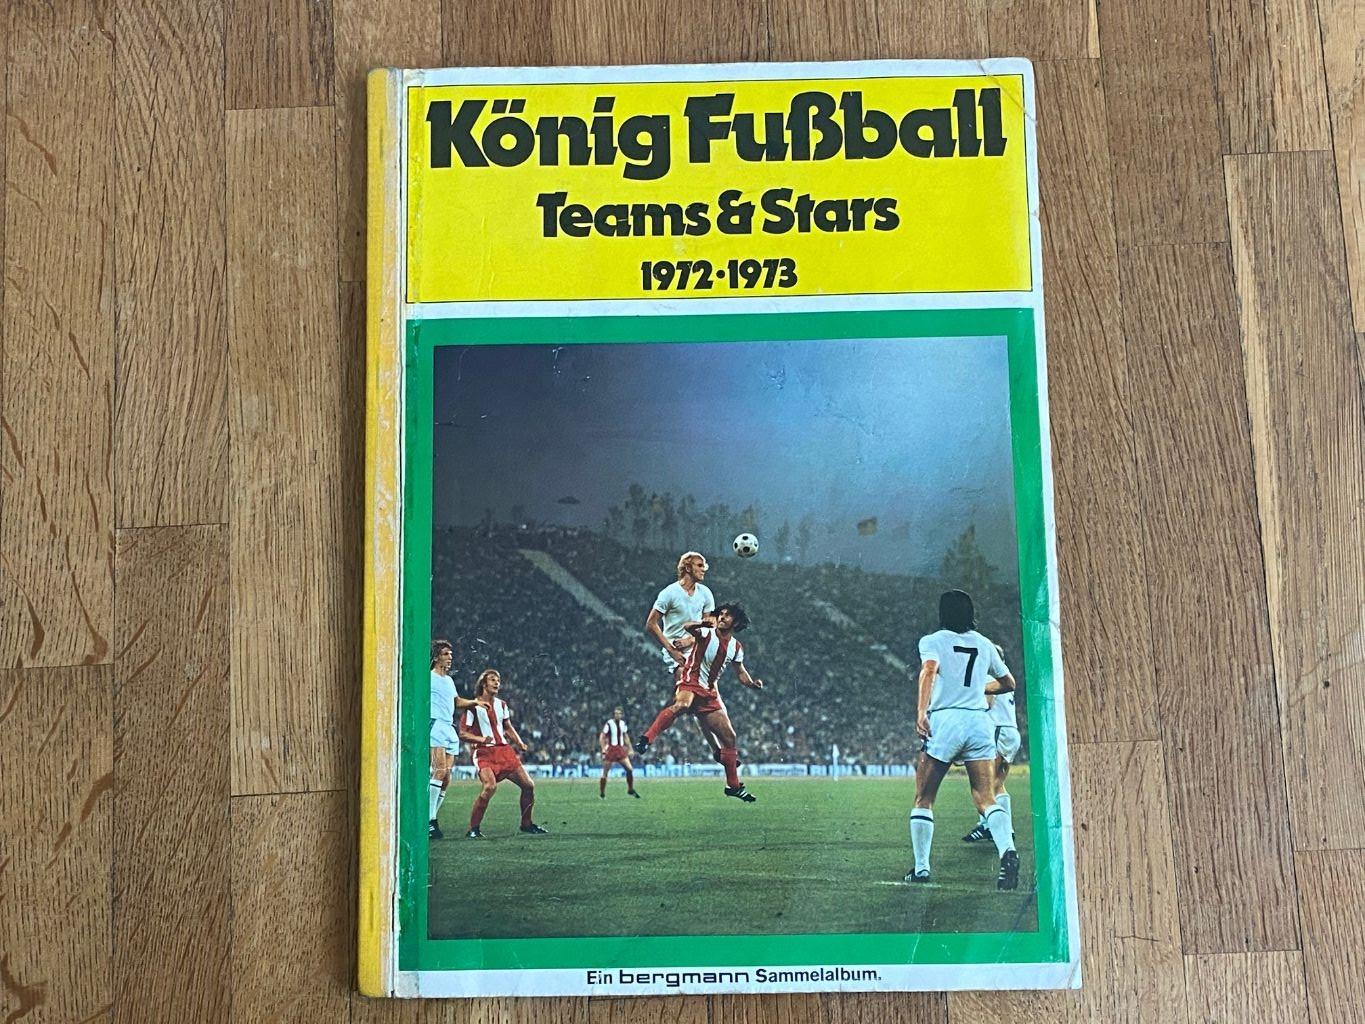 König Fußball
Teams & Stars
1972•1973
7
Ein bergmann Sammelalbum.